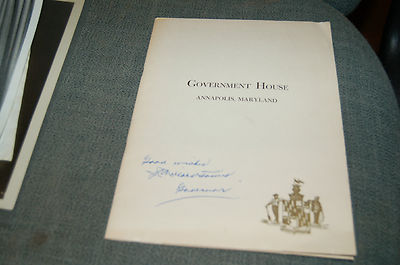 GOVERNMENT HOUSE
ANNAPOLIS, MARYLAND
Good wishes
J. Millard Tawes
Governor